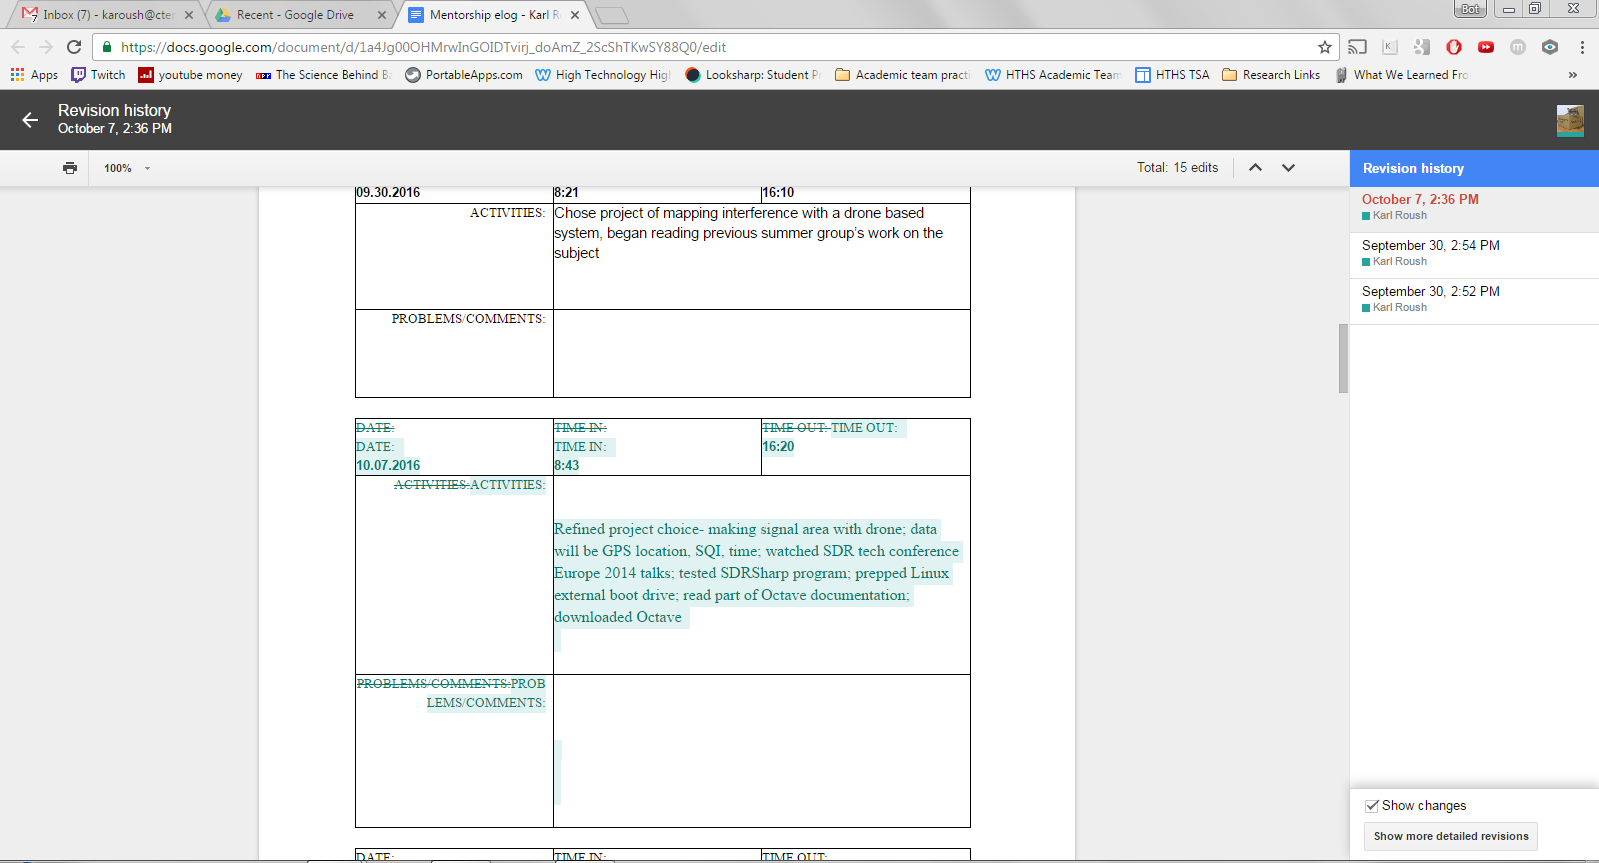 Inbox (7) - karoush@cter
Recent - Google Drive
Mentorship elog - Karl R
Bot
https://docs.google.com/document/d/1a4Jg00OHMrwInGOIDTvirj_doAmZ_2ScShTKwSY88Q0/edit
Apps
Twitch
youtube money
The Science Behind B
PortableApps.com
High Technology Hig
Looksharp: Student P
Academic team practi
HTHS Academic Team
HTHS TSA
Research Links
What We Learned Fro
»
Revision history
October 7, 2:36 PM
100%
Total: 15 edits
Revision history
09.30.2016 8:21 16:10
ACTIVITIES: Chose project of mapping interference with a drone based
system, began reading previous summer group's work on the
subject
PROBLEMS/COMMENTS:
DATE: TIME IN: TIME OUT: TIME OUT:
DATE: TIME IN: 16:20
10.07.2016 8:43
ACTIVITIES:ACTIVITIES:
Refined project choice- making signal area with drone; data
will be GPS location, SQI, time; watched SDR tech conference
Europe 2014 talks; tested SDRSharp program; prepped Linux
external boot drive; read part of Octave documentation;
downloaded Octave
PROBLEMS/COMMENTS:PROB
LEMS/COMMENTS:
DATE: TIME IN: TIME OUT:
October 7, 2:36 PM
Karl Roush
September 30, 2:54 PM
Karl Roush
September 30, 2:52 PM
Karl Roush
Show changes
Show more detailed revisions